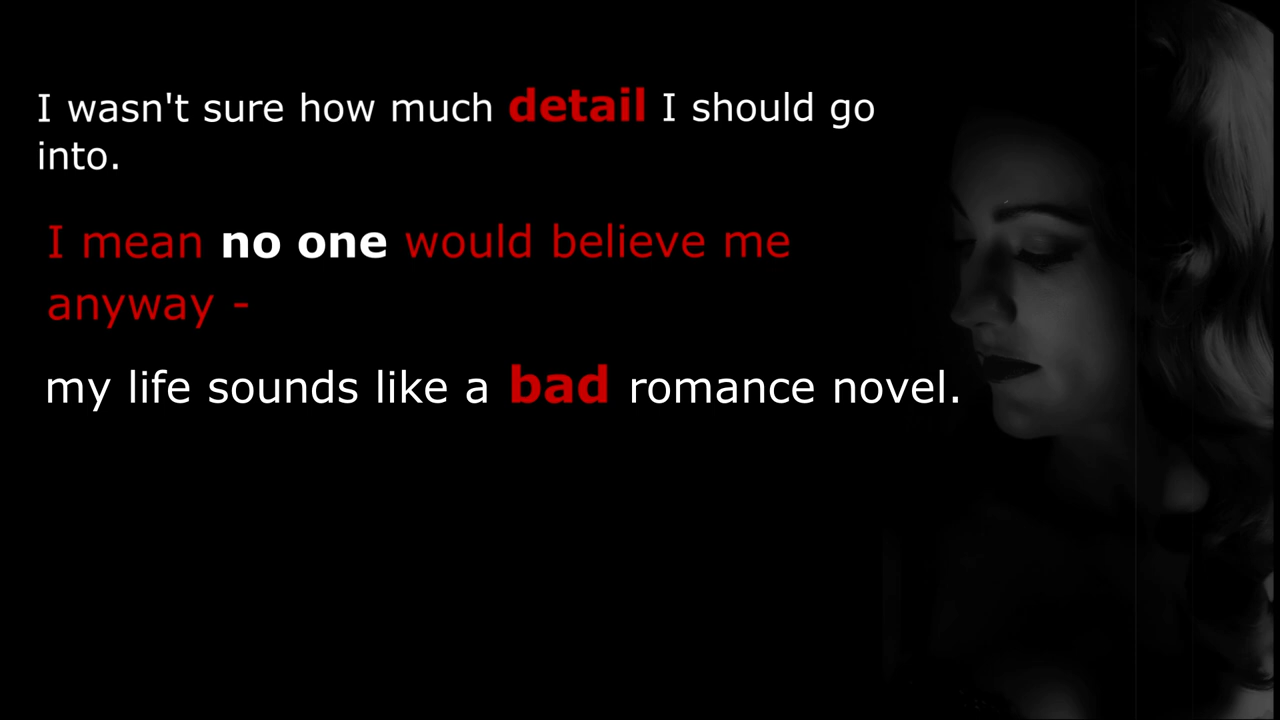 I wasn't sure how much detail I should go
into.
I mean no one would believe me
anyway -
my life sounds like a bad romance novel.